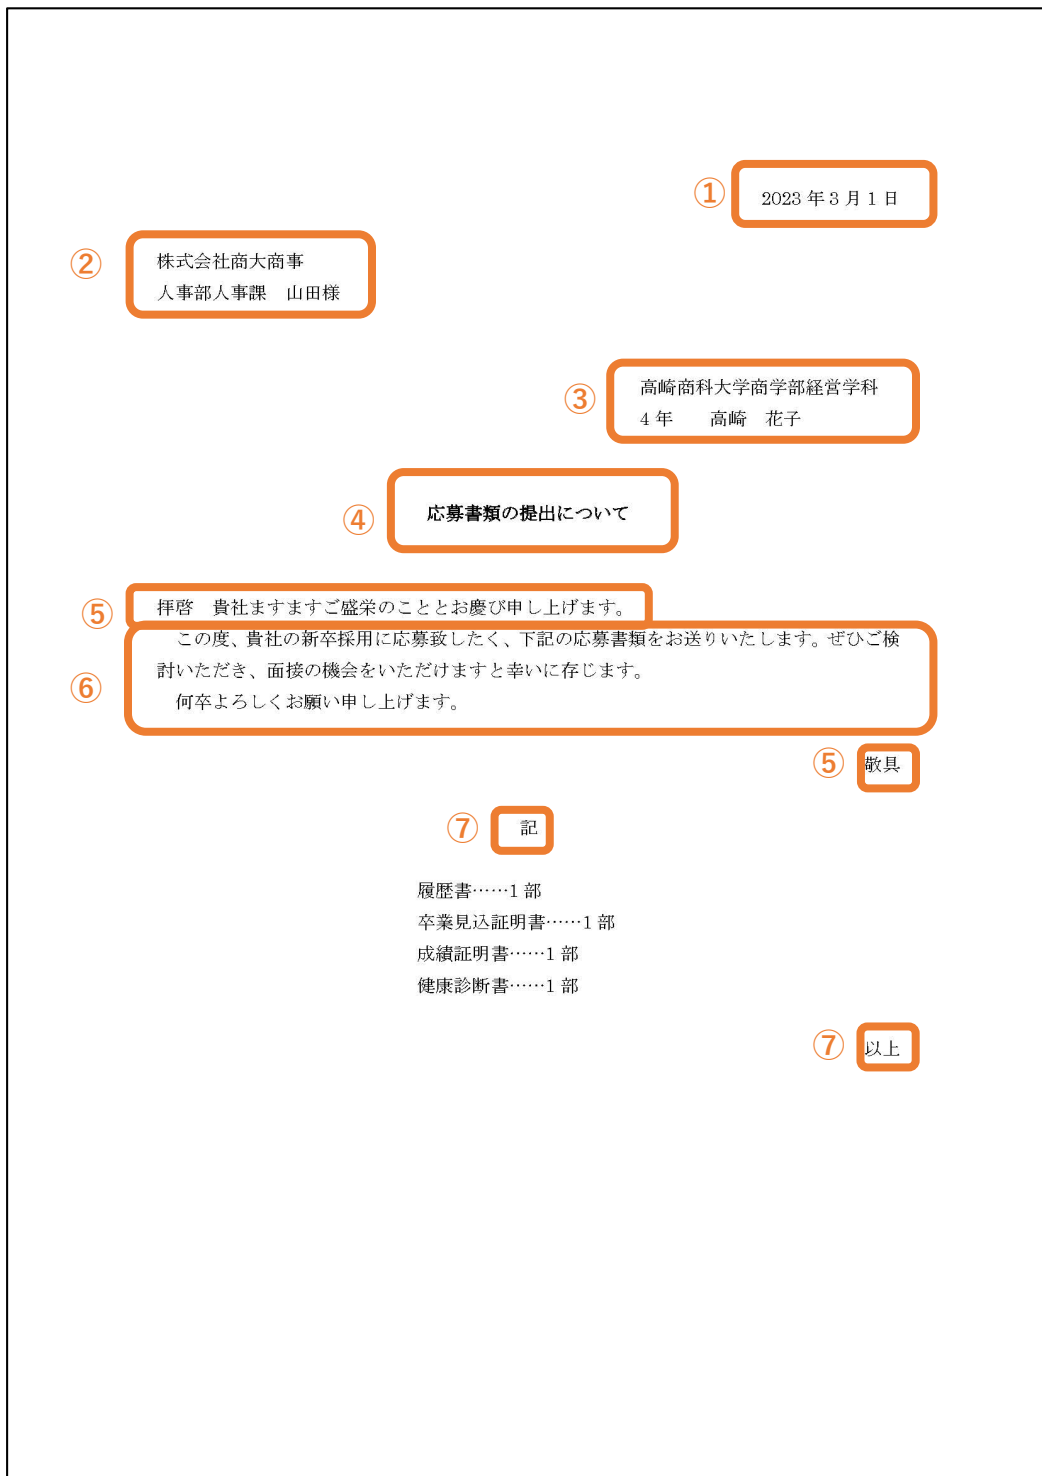 ① 2023年3月1日
② 株式会社商大商事
人事部人事課　山田様
③ 高崎商科大学商学部経営学科
4年　　高崎　花子
④ 応募書類の提出について
⑤ 拝啓　貴社ますますご盛栄のこととお慶び申し上げます。
⑥ この度、貴社の新卒採用に応募致したく、下記の応募書類をお送りいたします。ぜひご検
討いただき、面接の機会をいただけますと幸いに存じます。
何卒よろしくお願い申し上げます。
⑤ 敬具
⑦ 記
履歴書……1部
卒業見込証明書……1部
成績証明書……1部
健康診断書……1部
⑦ 以上